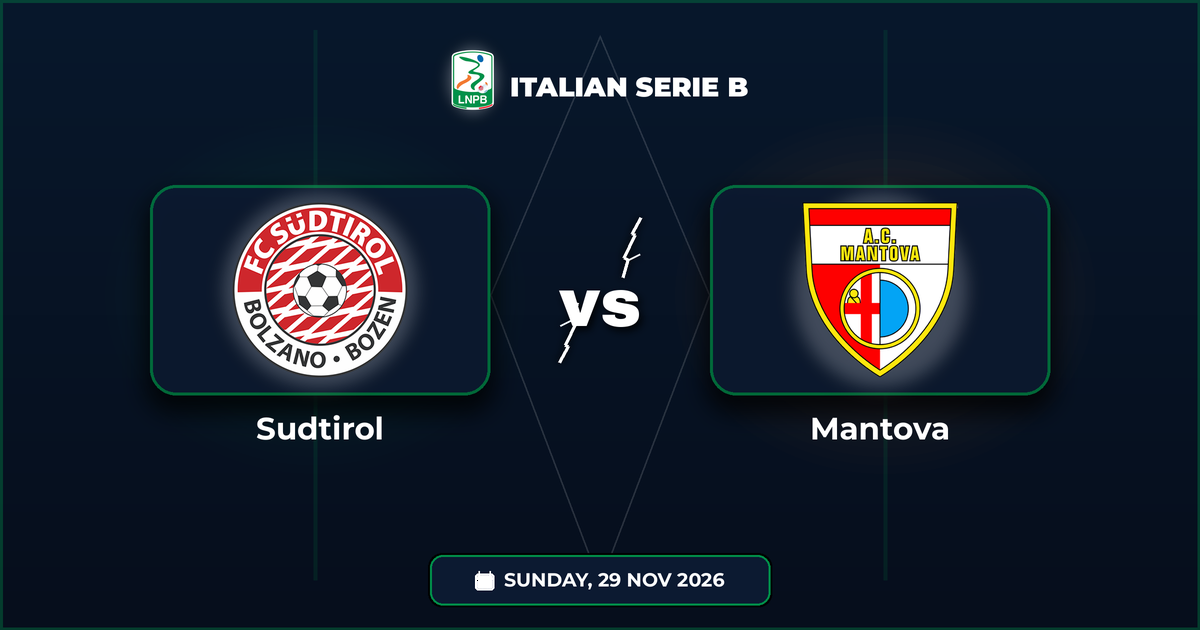 LNPB
ITALIAN SERIE B
FC SÜDTIROL
BOLZANO • BOZEN
A.C.
MANTOVA
vs
Sudtirol
Mantova
SUNDAY, 29 NOV 2026